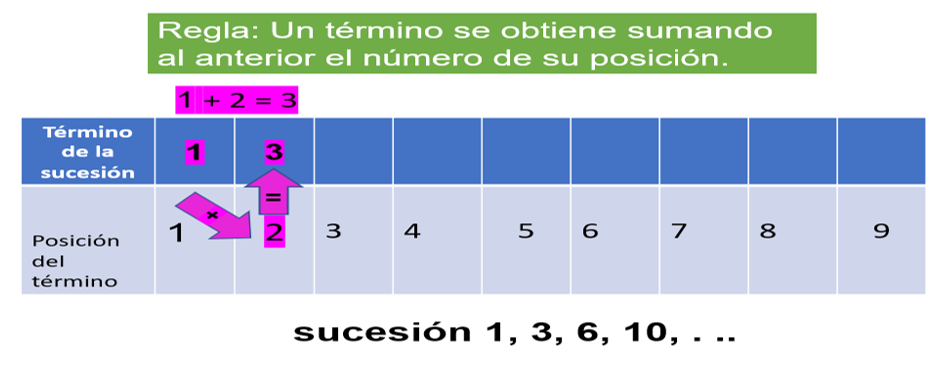 Regla: Un término se obtiene sumando
al anterior el número de su posición.
1 + 2 = 3
Término
de la
sucesión
1 3
+ =
Posición
del
término
1 2 3 4 5 6 7 8 9
sucesión 1, 3, 6, 10, . ..